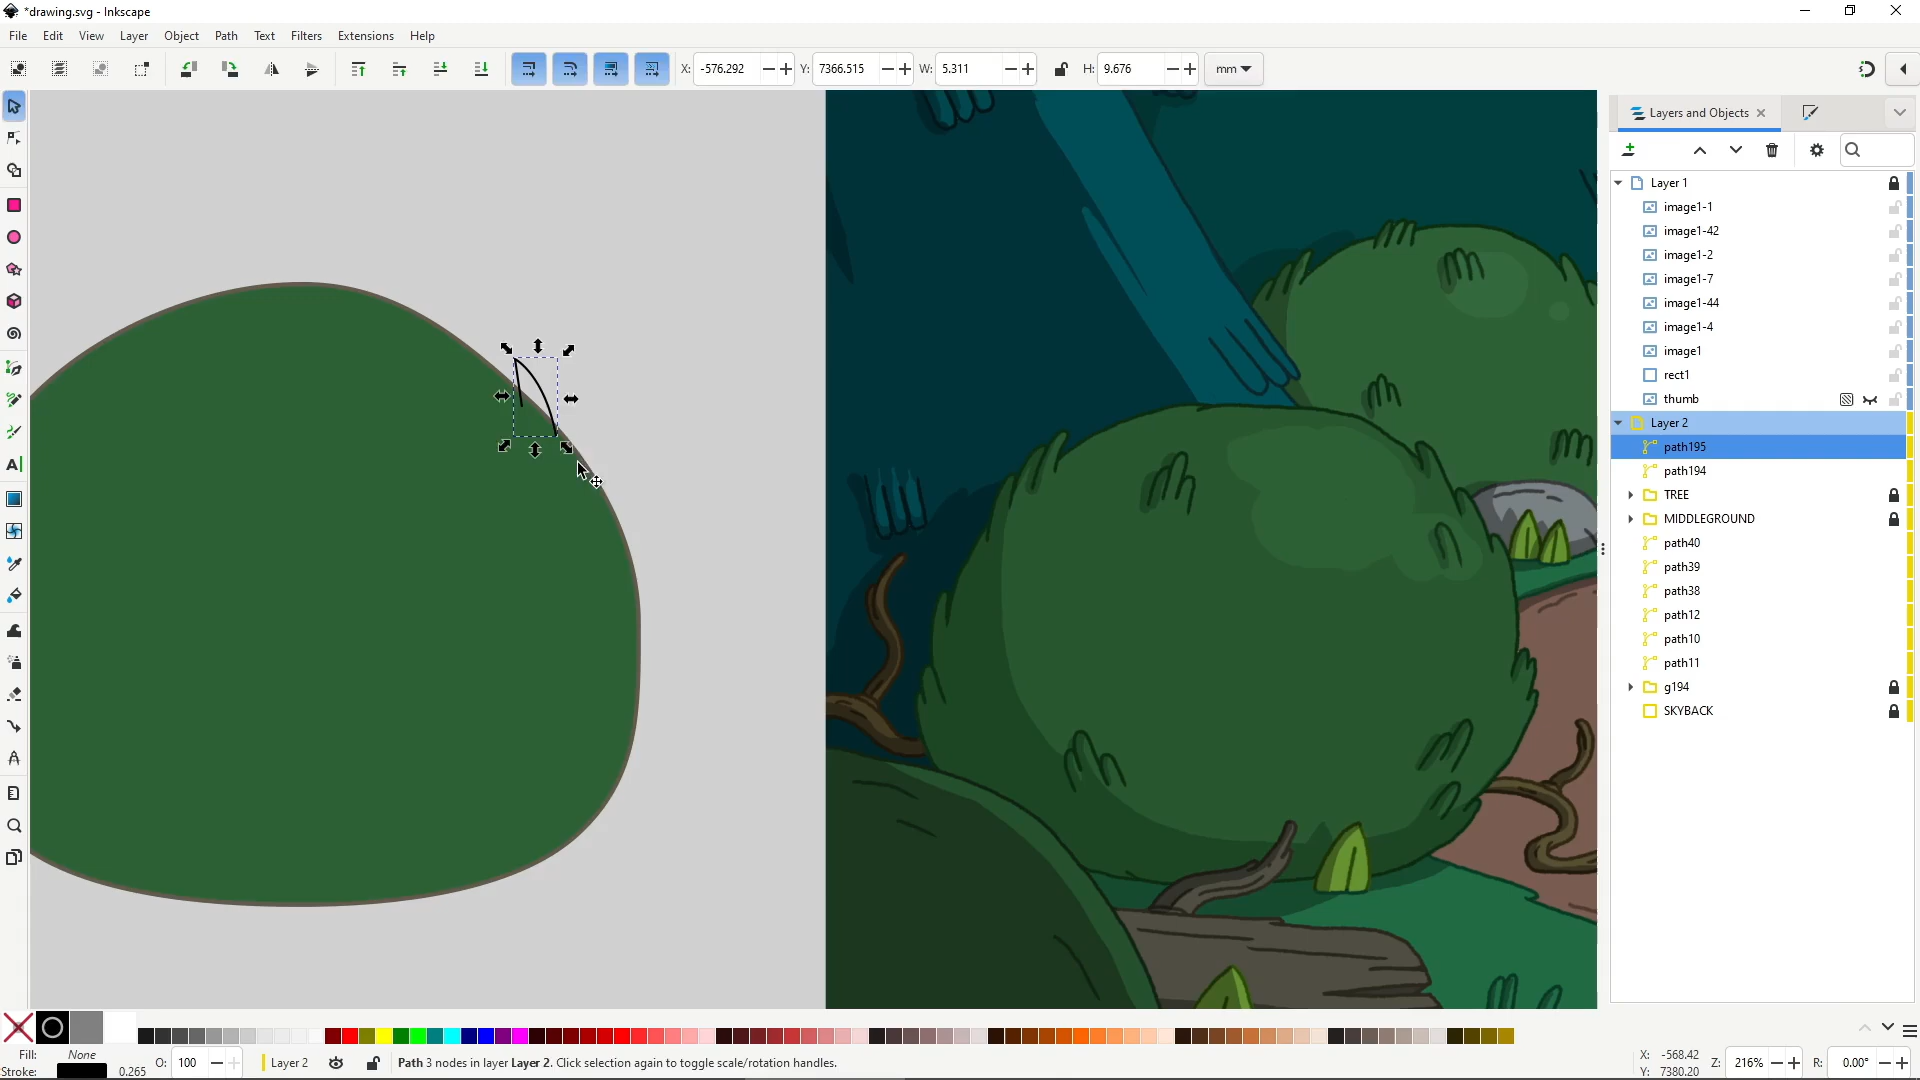 *drawing.svg - Inkscape
File Edit View Layer Object Path Text Filters Extensions Help
X: -576.292 Y: 7366.515 W: 5.311 H: 9.676 mm
Layers and Objects
Layer 1
image1-1
image1-42
image1-2
image1-7
image1-44
image1-4
image1
rect1
thumb
Layer 2
path195
path194
TREE
MIDDLEGROUND
path40
path39
path38
path12
path10
path11
g194
SKYBACK
Fill: None O: 100 Layer 2 Path 3 nodes in layer Layer 2. Click selection again to toggle scale/rotation handles. X: -568.42 Z: 216% R: 0.00°
Stroke: 0.265 Y: 7380.20